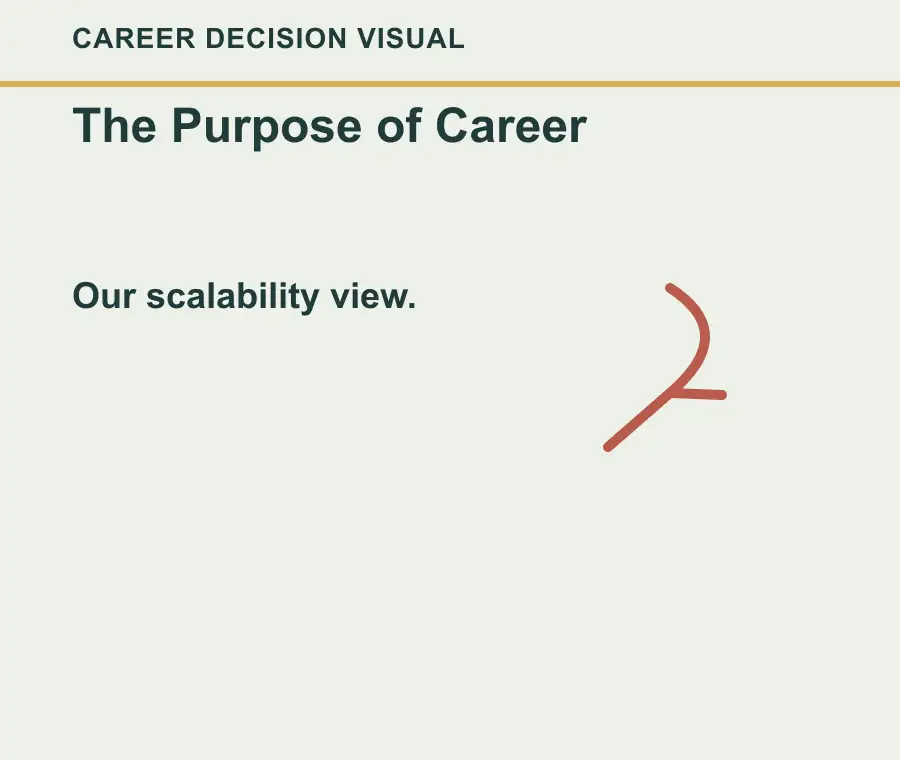 CAREER DECISION VISUAL
The Purpose of Career
Our scalability view.